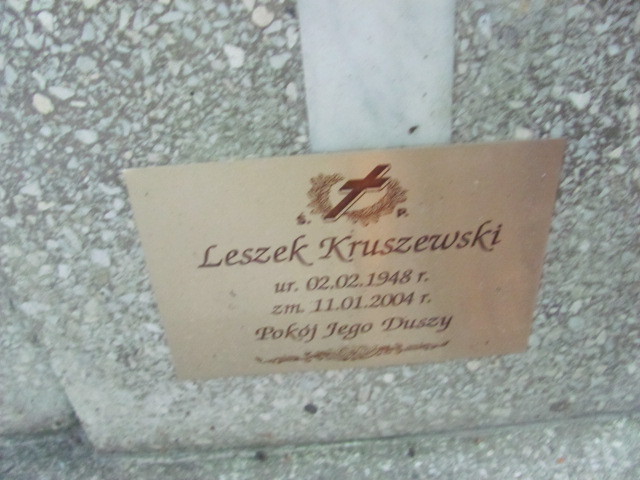 Ś. P.
Leszek Kruszewski
ur. 02.02.1948 r.
zm. 11.01.2004 r.
Pokój Jego Duszy